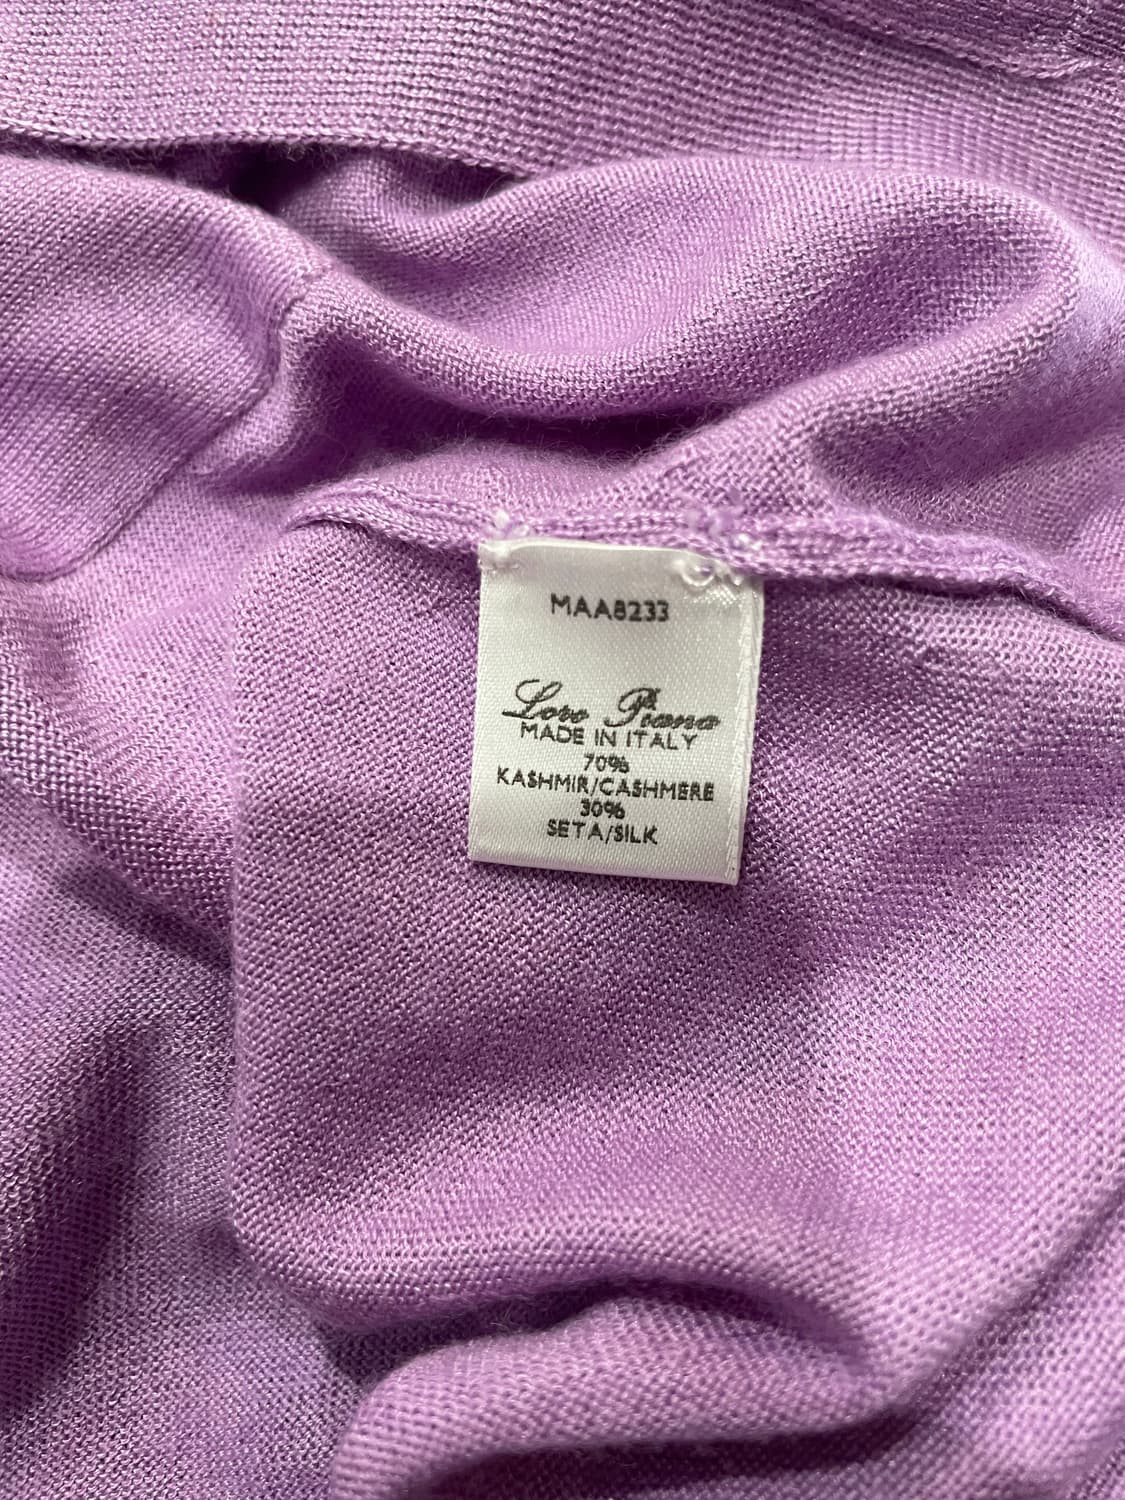 MAA8233
Loro Piana
MADE IN ITALY
70%
KASHMIR/CASHMERE
30%
SETA/SILK